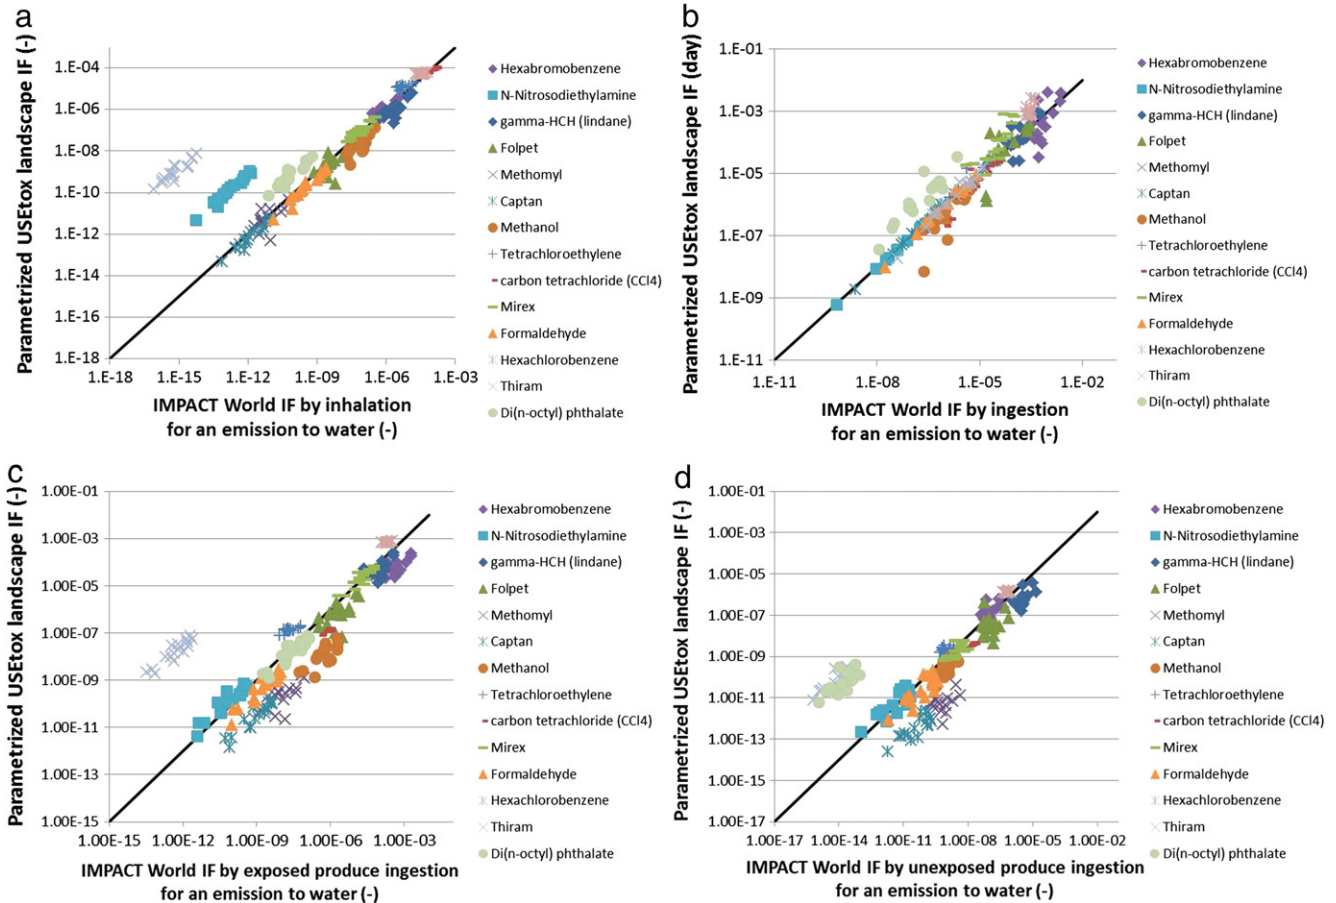 a
Parametrized USEtox landscape IF (-)
1.E-04
1.E-06
1.E-08
1.E-10
1.E-12
1.E-14
1.E-16
1.E-18
1.E-18 1.E-15 1.E-12 1.E-09 1.E-06 1.E-03
IMPACT World IF by inhalation
for an emission to water (-)
Hexabromobenzene
N-Nitrosodiethylamine
gamma-HCH (lindane)
Folpet
Methomyl
Captan
Methanol
Tetrachloroethylene
carbon tetrachloride (CCl4)
Mirex
Formaldehyde
Hexachlorobenzene
Thiram
Di(n-octyl) phthalate
b
Parametrized USEtox landscape IF (day)
1.E-01
1.E-03
1.E-05
1.E-07
1.E-09
1.E-11
1.E-11 1.E-08 1.E-05 1.E-02
IMPACT World IF by ingestion
for an emission to water (-)
Hexabromobenzene
N-Nitrosodiethylamine
gamma-HCH (lindane)
Folpet
Methomyl
Captan
Methanol
Tetrachloroethylene
carbon tetrachloride (CCl4)
Mirex
Formaldehyde
Hexachlorobenzene
Thiram
Di(n-octyl) phthalate
c
Parametrized USEtox landscape IF (-)
1.00E-01
1.00E-03
1.00E-05
1.00E-07
1.00E-09
1.00E-11
1.00E-13
1.00E-15
1.00E-15 1.00E-12 1.00E-09 1.00E-06 1.00E-03
IMPACT World IF by exposed produce ingestion
for an emission to water (-)
Hexabromobenzene
N-Nitrosodiethylamine
gamma-HCH (lindane)
Folpet
Methomyl
Captan
Methanol
Tetrachloroethylene
carbon tetrachloride (CCl4)
Mirex
Formaldehyde
Hexachlorobenzene
Thiram
Di(n-octyl) phthalate
d
Parametrized USEtox landscape IF (-)
1.00E-01
1.00E-03
1.00E-05
1.00E-07
1.00E-09
1.00E-11
1.00E-13
1.00E-15
1.00E-17
1.00E-17 1.00E-14 1.00E-11 1.00E-08 1.00E-05 1.00E-02
IMPACT World IF by unexposed produce ingestion
for an emission to water (-)
Hexabromobenzene
N-Nitrosodiethylamine
gamma-HCH (lindane)
Folpet
Methomyl
Captan
Methanol
Tetrachloroethylene
carbon tetrachloride (CCl4)
Mirex
Formaldehyde
Hexachlorobenzene
Thiram
Di(n-octyl) phthalate